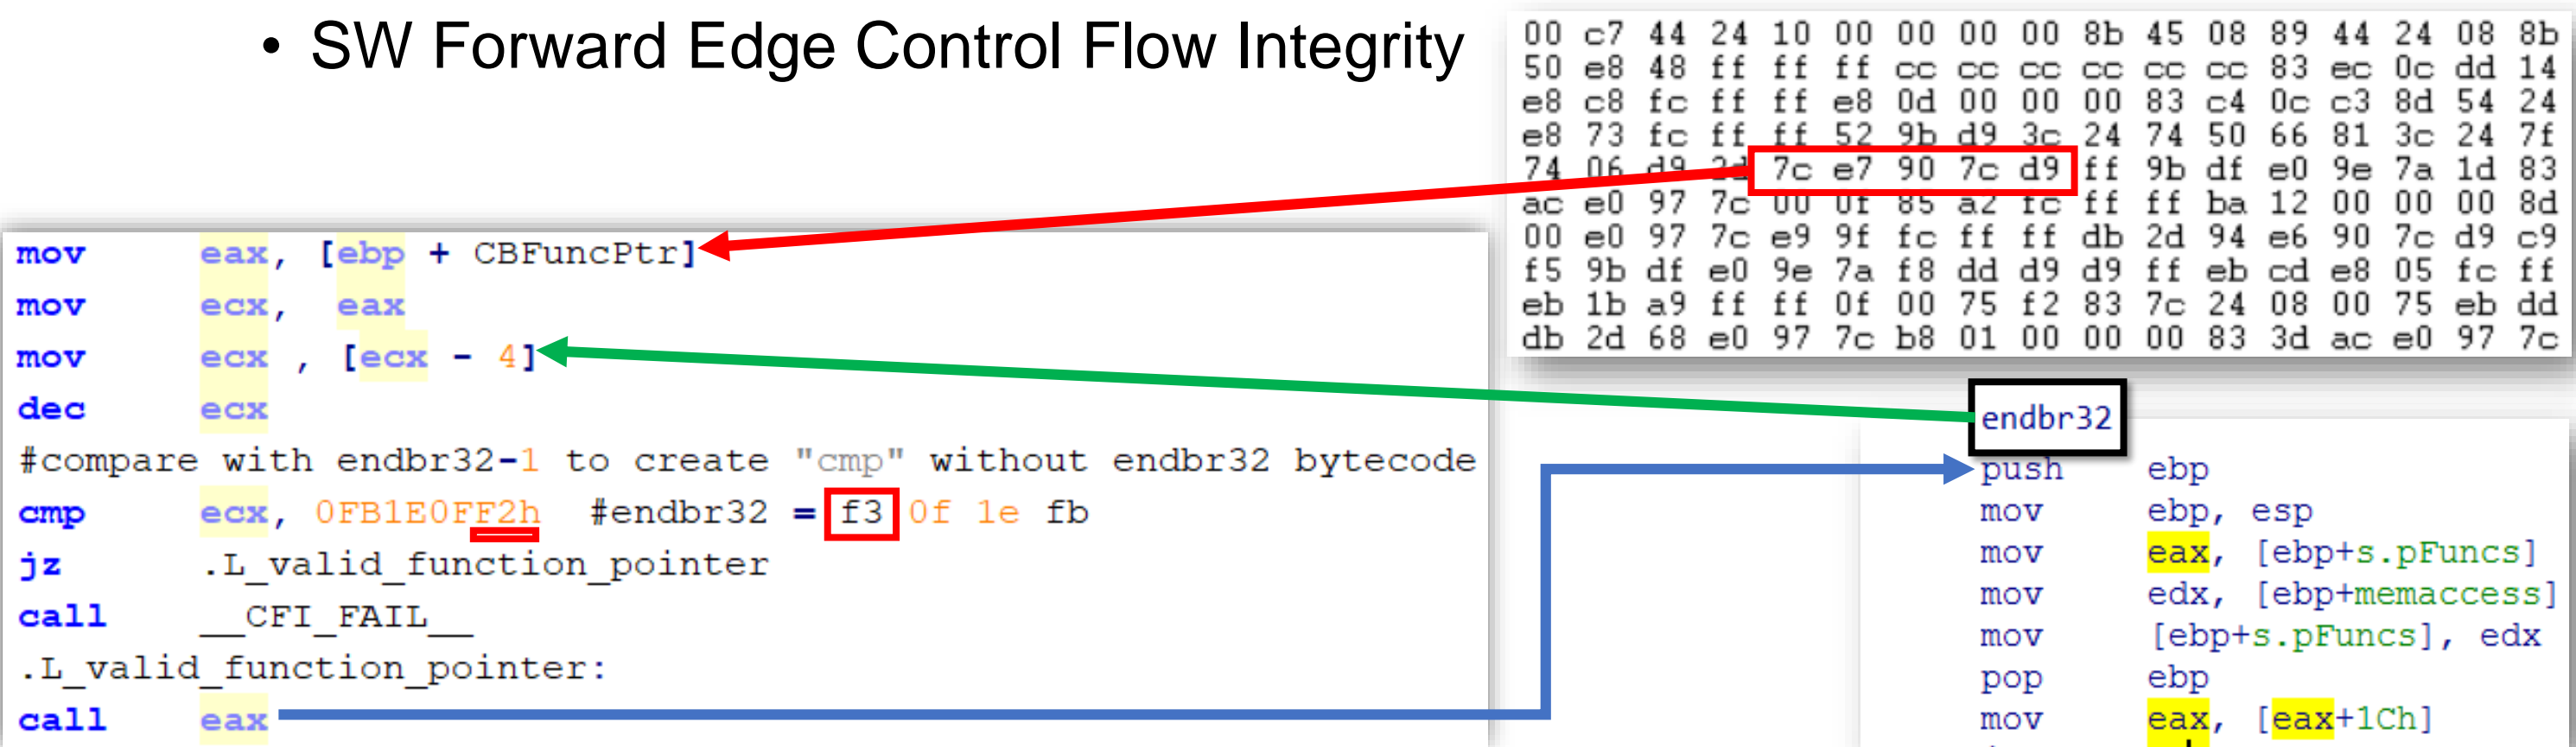 • SW Forward Edge Control Flow Integrity
00 c7 44 24 10 00 00 00 00 8b 45 08 89 44 24 08 8b
50 e8 48 ff ff ff cc cc cc cc cc cc 83 ec 0c dd 14
e8 c8 fc ff ff e8 0d 00 00 00 83 c4 0c c3 8d 54 24
e8 73 fc ff ff 52 9b d9 3c 24 74 50 66 81 3c 24 7f
74 06 d9 2d 7c e7 90 7c d9 ff 9b df e0 9e 7a 1d 83
ac e0 97 7c 00 0f 85 a2 fc ff ff ba 12 00 00 00 8d
00 e0 97 7c e9 9f fc ff ff db 2d 94 e6 90 7c d9 c9
f5 9b df e0 9e 7a f8 dd d9 d9 ff eb cd e8 05 fc ff
eb 1b a9 ff ff 0f 00 75 f2 83 7c 24 08 00 75 eb dd
db 2d 68 e0 97 7c b8 01 00 00 00 83 3d ac e0 97 7c
mov eax, [ebp + CBFuncPtr]
mov ecx, eax
mov ecx , [ecx - 4]
dec ecx
#compare with endbr32-1 to create "cmp" without endbr32 bytecode
cmp ecx, 0FB1E0FF2h #endbr32 = f3 0f 1e fb
jz .L_valid_function_pointer
call __CFI_FAIL__
.L_valid_function_pointer:
call eax
endbr32
push ebp
mov ebp, esp
mov eax, [ebp+s.pFuncs]
mov edx, [ebp+memaccess]
mov [ebp+s.pFuncs], edx
pop ebp
mov eax, [eax+1Ch]